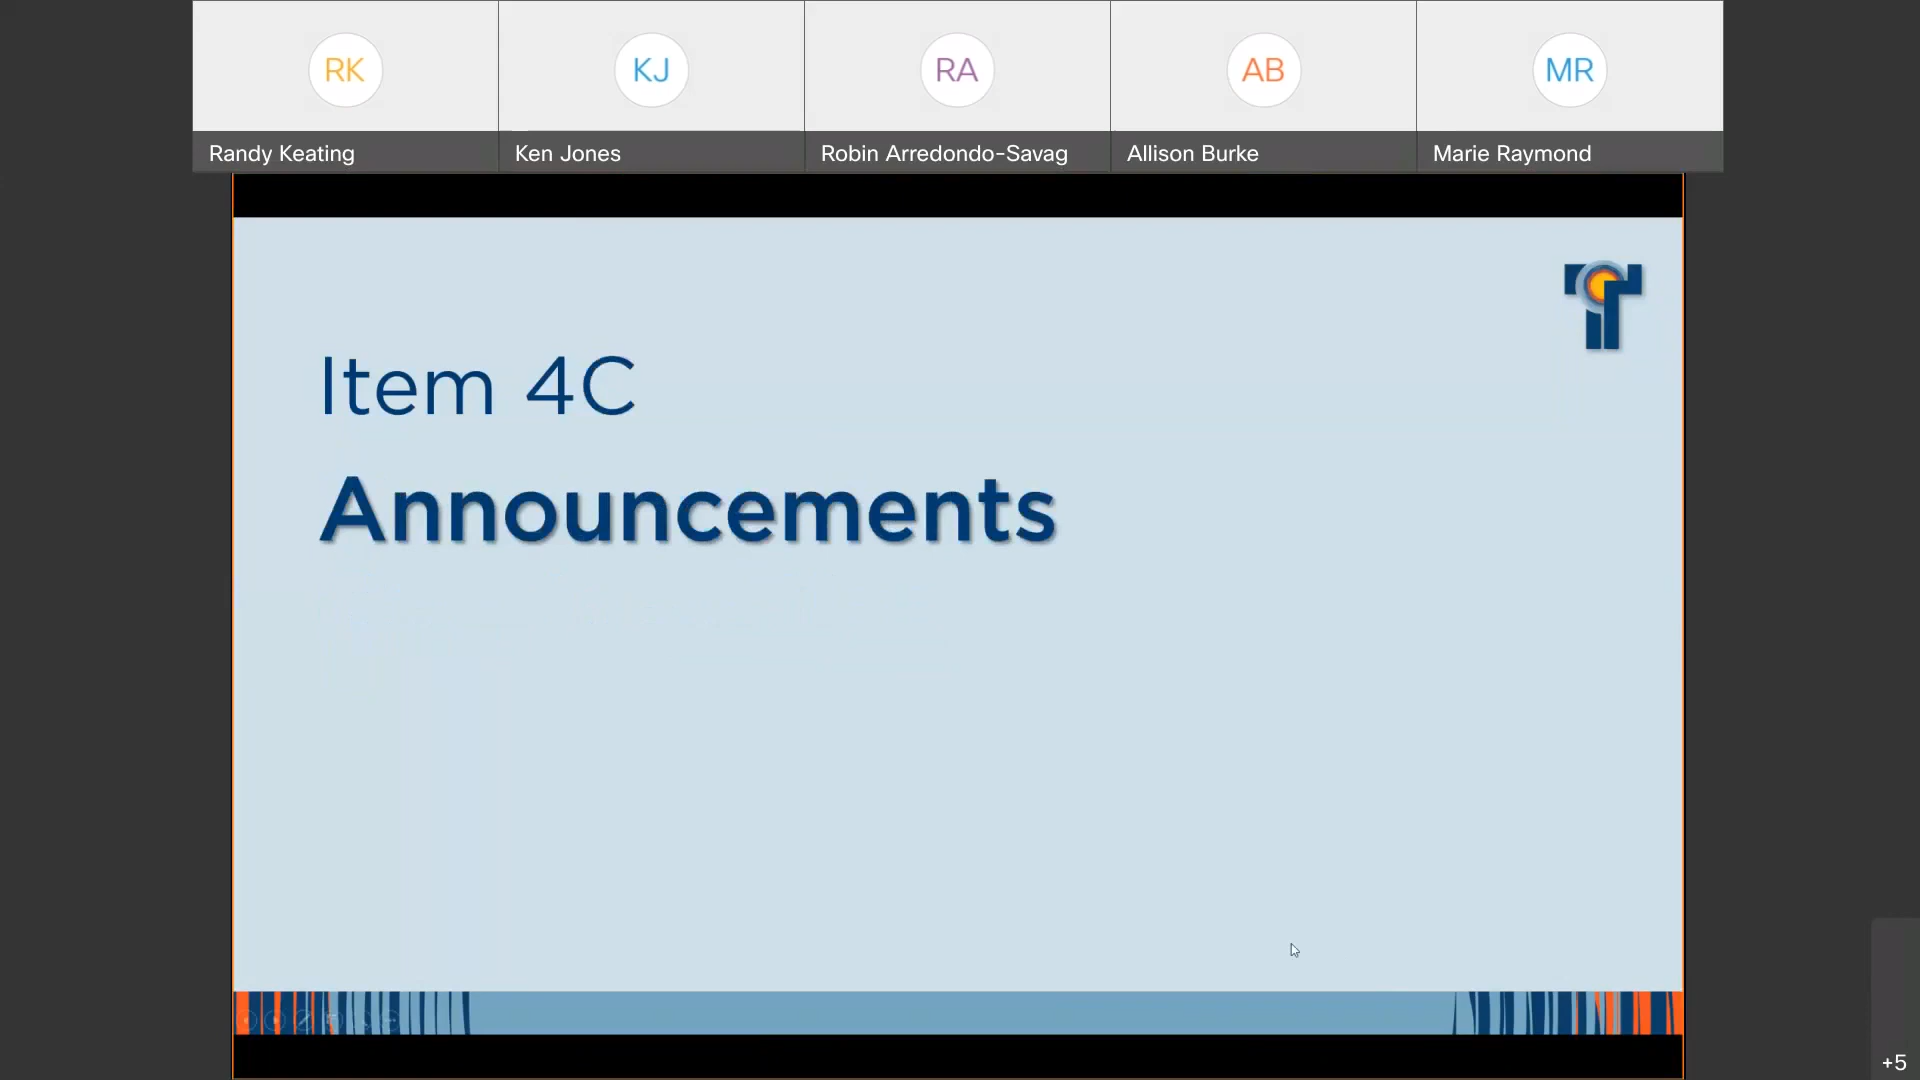 RK
KJ
RA
AB
MR
Randy Keating
Ken Jones
Robin Arredondo-Savag
Allison Burke
Marie Raymond
Item 4C
Announcements
+5